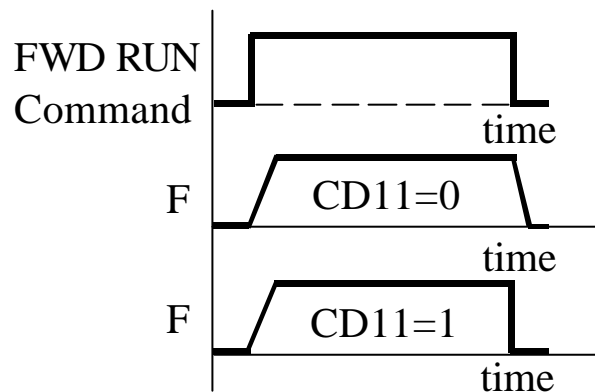 FWD RUN
Command
time
F
CD11=0
time
F
CD11=1
time